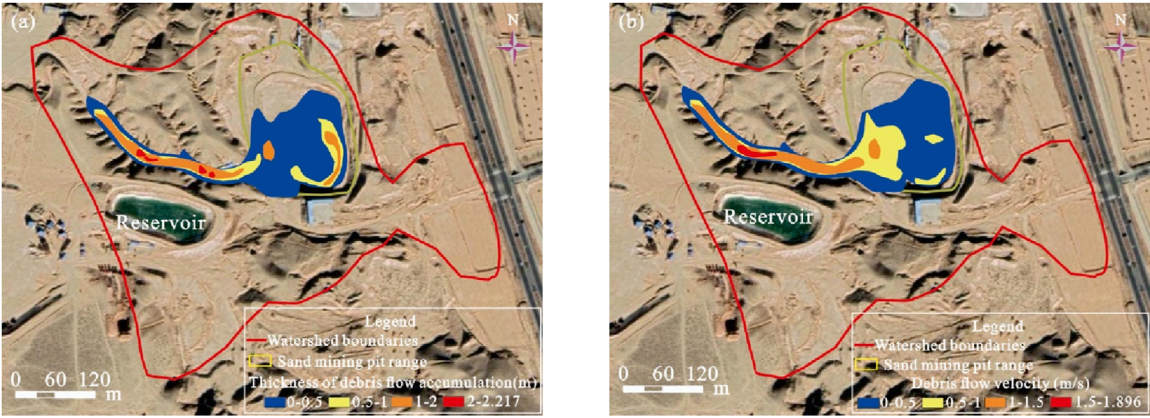 (a)
N
Reservoir
Legend
Watershed boundaries
Sand mining pit range
Thickness of debris flow accumulation(m)
0-0.5 0.5-1 1-2 2-2.217
0 60 120
m
(b)
N
Reservoir
Legend
Watershed boundaries
Sand mining pit range
Debris flow velocity (m/s)
0-0.5 0.5-1 1-1.5 1.5-1.896
0 60 120
m